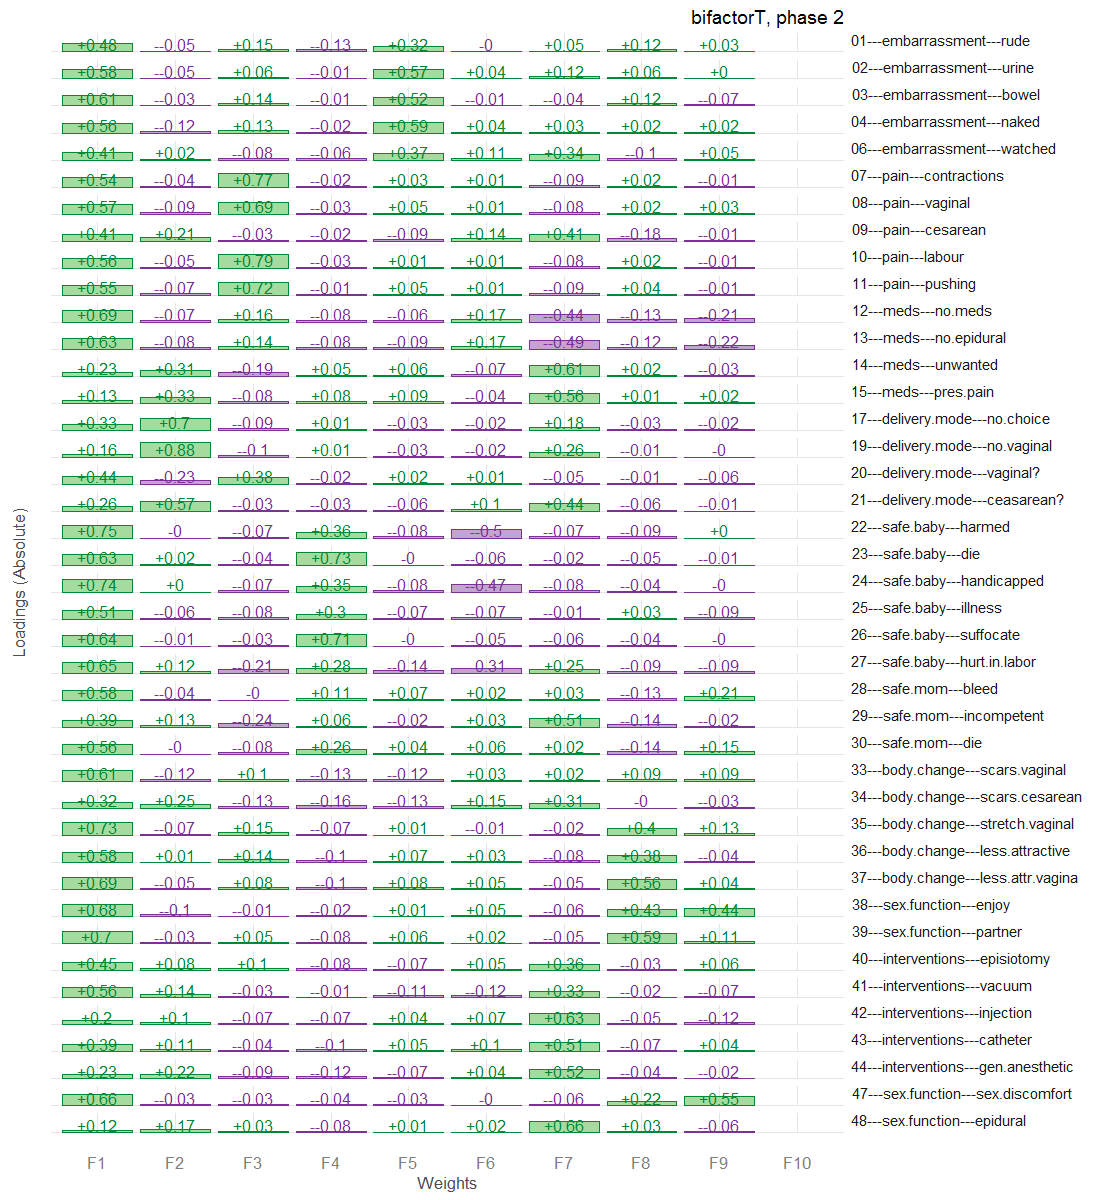 bifactorT, phase 2
+0.48 --0.05 +0.15 --0.13 +0.32 -0 +0.05 +0.12 +0.03 01---embarrassment---rude
+0.58 --0.05 +0.06 --0.01 +0.57 +0.04 +0.12 +0.06 +0 02---embarrassment---urine
+0.61 --0.03 +0.14 --0.01 +0.52 --0.01 --0.04 +0.12 --0.07 03---embarrassment---bowel
+0.56 --0.12 +0.13 --0.02 +0.59 +0.04 +0.03 +0.02 +0.02 04---embarrassment---naked
+0.41 +0.02 --0.08 --0.06 +0.37 +0.11 +0.34 --0.1 +0.05 06---embarrassment---watched
+0.54 --0.04 +0.77 --0.02 +0.03 +0.01 --0.09 +0.02 --0.01 07---pain---contractions
+0.57 --0.09 +0.69 --0.03 +0.05 +0.01 --0.08 +0.02 +0.03 08---pain---vaginal
+0.41 +0.21 --0.03 --0.02 --0.09 +0.14 +0.41 --0.18 --0.01 09---pain---cesarean
+0.56 --0.05 +0.79 --0.03 +0.01 +0.01 --0.08 +0.02 --0.01 10---pain---labour
+0.55 --0.07 +0.72 --0.01 +0.05 +0.01 --0.09 +0.04 --0.01 11---pain---pushing
+0.69 --0.07 +0.16 --0.08 --0.06 +0.17 --0.44 --0.13 --0.21 12---meds---no.meds
+0.63 --0.08 +0.14 --0.08 --0.09 +0.17 --0.49 --0.12 --0.22 13---meds---no.epidural
+0.23 +0.31 --0.19 +0.05 +0.06 --0.07 +0.61 +0.02 --0.03 14---meds---unwanted
+0.13 +0.33 --0.08 +0.08 +0.09 --0.04 +0.56 +0.01 +0.02 15---meds---pres.pain
+0.33 +0.7 --0.09 +0.01 --0.03 --0.02 +0.18 --0.03 --0.02 17---delivery.mode---no.choice
+0.16 +0.88 --0.1 +0.01 --0.03 --0.02 +0.26 --0.01 -0 19---delivery.mode---no.vaginal
+0.44 --0.23 +0.38 --0.02 +0.02 +0.01 --0.05 --0.01 --0.06 20---delivery.mode---vaginal?
+0.26 +0.57 --0.03 --0.03 --0.06 +0.1 +0.44 --0.06 --0.01 21---delivery.mode---ceasarean?
+0.75 -0 --0.07 +0.36 --0.08 --0.5 --0.07 --0.09 +0 22---safe.baby---harmed
+0.63 +0.02 --0.04 +0.73 -0 --0.06 --0.02 --0.05 --0.01 23---safe.baby---die
+0.74 +0 --0.07 +0.35 --0.08 --0.47 --0.08 --0.04 -0 24---safe.baby---handicapped
+0.51 --0.06 --0.08 +0.3 --0.07 --0.07 --0.01 +0.03 --0.09 25---safe.baby---illness
+0.64 --0.01 --0.03 +0.71 -0 --0.05 --0.06 --0.04 -0 26---safe.baby---suffocate
+0.65 +0.12 --0.21 +0.28 --0.14 --0.31 +0.25 --0.09 --0.09 27---safe.baby---hurt.in.labor
+0.58 --0.04 -0 +0.11 +0.07 +0.02 +0.03 --0.13 +0.21 28---safe.mom---bleed
+0.39 +0.13 --0.24 +0.06 --0.02 +0.03 +0.51 --0.14 --0.02 29---safe.mom---incompetent
+0.56 -0 --0.08 +0.26 +0.04 +0.06 +0.02 --0.14 +0.15 30---safe.mom---die
+0.61 --0.12 +0.1 --0.13 --0.12 +0.03 +0.02 +0.09 +0.09 33---body.change---scars.vaginal
+0.32 +0.25 --0.13 --0.16 --0.13 +0.15 +0.31 -0 --0.03 34---body.change---scars.cesarean
+0.73 --0.07 +0.15 --0.07 +0.01 --0.01 --0.02 +0.4 +0.13 35---body.change---stretch.vaginal
+0.58 +0.01 +0.14 --0.1 +0.07 +0.03 --0.08 +0.38 --0.04 36---body.change---less.attractive
+0.69 --0.05 +0.08 --0.1 +0.08 +0.05 --0.05 +0.56 +0.04 37---body.change---less.attr.vagina
+0.68 --0.1 --0.01 --0.02 +0.01 +0.05 --0.06 +0.43 +0.44 38---sex.function---enjoy
+0.7 --0.03 +0.05 --0.08 +0.06 +0.02 --0.05 +0.59 +0.11 39---sex.function---partner
+0.45 +0.08 +0.1 --0.08 --0.07 +0.05 +0.36 --0.03 +0.06 40---interventions---episiotomy
+0.56 +0.14 --0.03 --0.01 --0.11 --0.12 +0.33 --0.02 --0.07 41---interventions---vacuum
+0.2 +0.1 --0.07 --0.07 +0.04 +0.07 +0.63 --0.05 --0.12 42---interventions---injection
+0.39 +0.11 --0.04 --0.1 +0.05 +0.1 +0.51 --0.07 +0.04 43---interventions---catheter
+0.23 +0.22 --0.09 --0.12 --0.07 +0.04 +0.52 --0.04 --0.02 44---interventions---gen.anesthetic
+0.66 --0.03 --0.03 --0.04 --0.03 -0 --0.06 +0.22 +0.55 47---sex.function---sex.discomfort
+0.12 +0.17 +0.03 --0.08 +0.01 +0.02 +0.66 +0.03 --0.06 48---sex.function---epidural
F1 F2 F3 F4 F5 F6 F7 F8 F9 F10
Weights
Loadings (Absolute)